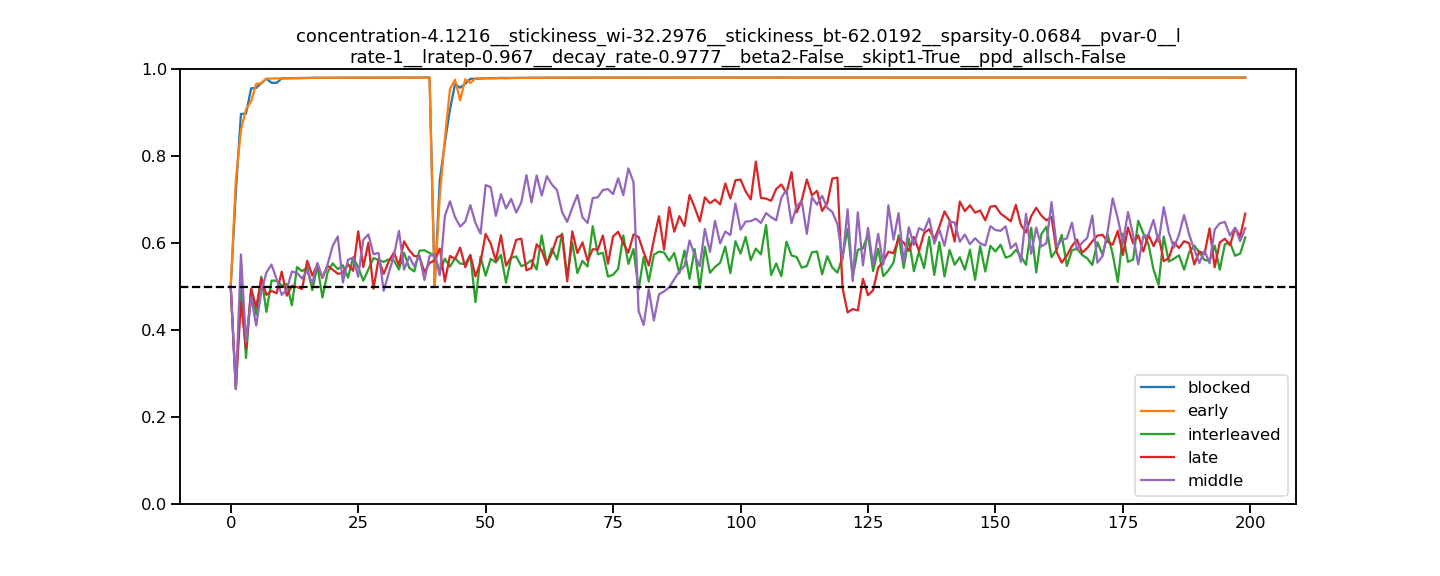 concentration-4.1216__stickiness_wi-32.2976__stickiness_bt-62.0192__sparsity-0.0684__pvar-0__l
rate-1__lratep-0.967__decay_rate-0.9777__beta2-False__skipt1-True__ppd_allsch-False
1.0
0.8
0.6
0.4
0.2
0.0
0 25 50 75 100 125 150 175 200
blocked
early
interleaved
late
middle